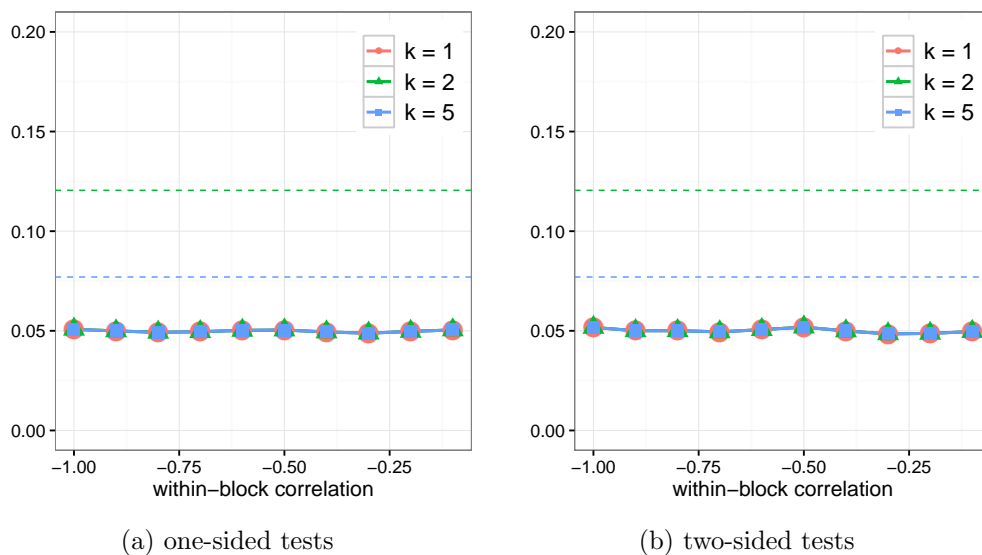 0.20
0.15
0.10
0.05
0.00
k = 1
k = 2
k = 5
−1.00 −0.75 −0.50 −0.25
within−block correlation
(a) one-sided tests
0.20
0.15
0.10
0.05
0.00
k = 1
k = 2
k = 5
−1.00 −0.75 −0.50 −0.25
within−block correlation
(b) two-sided tests